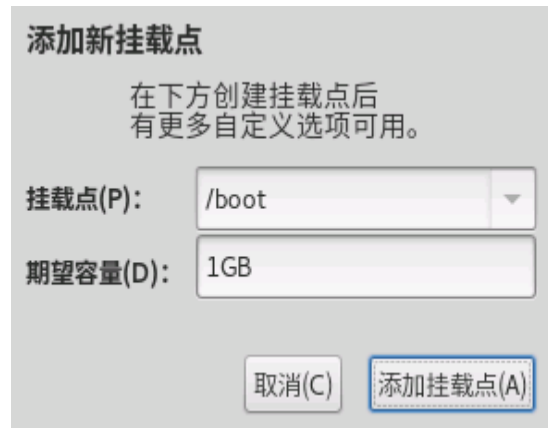 添加新挂载点
在下方创建挂载点后
有更多自定义选项可用。
挂载点(P)： /boot
期望容量(D)： 1GB
取消(C) 添加挂载点(A)